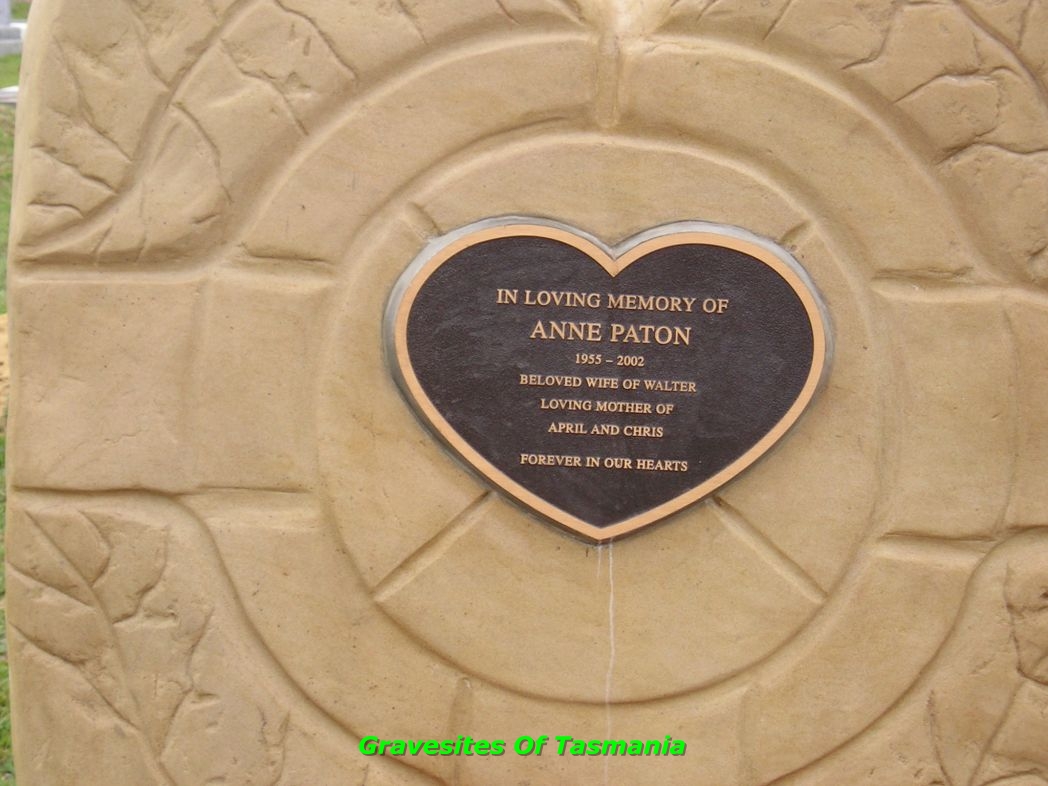 IN LOVING MEMORY OF
ANNE PATON
1955 – 2002
BELOVED WIFE OF WALTER
LOVING MOTHER OF
APRIL AND CHRIS
FOREVER IN OUR HEARTS
Gravesites Of Tasmania